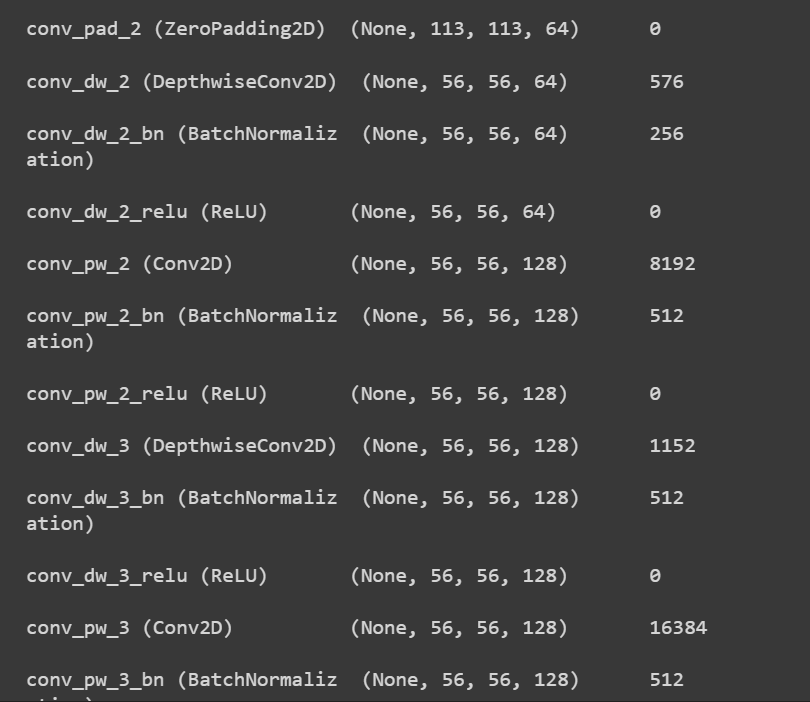 conv_pad_2 (ZeroPadding2D)  (None, 113, 113, 64)      0
conv_dw_2 (DepthwiseConv2D)  (None, 56, 56, 64)       576
conv_dw_2_bn (BatchNormaliz  (None, 56, 56, 64)       256
ation)
conv_dw_2_relu (ReLU)       (None, 56, 56, 64)        0
conv_pw_2 (Conv2D)          (None, 56, 56, 128)       8192
conv_pw_2_bn (BatchNormaliz  (None, 56, 56, 128)      512
ation)
conv_pw_2_relu (ReLU)       (None, 56, 56, 128)       0
conv_dw_3 (DepthwiseConv2D)  (None, 56, 56, 128)      1152
conv_dw_3_bn (BatchNormaliz  (None, 56, 56, 128)      512
ation)
conv_dw_3_relu (ReLU)       (None, 56, 56, 128)       0
conv_pw_3 (Conv2D)          (None, 56, 56, 128)       16384
conv_pw_3_bn (BatchNormaliz  (None, 56, 56, 128)      512